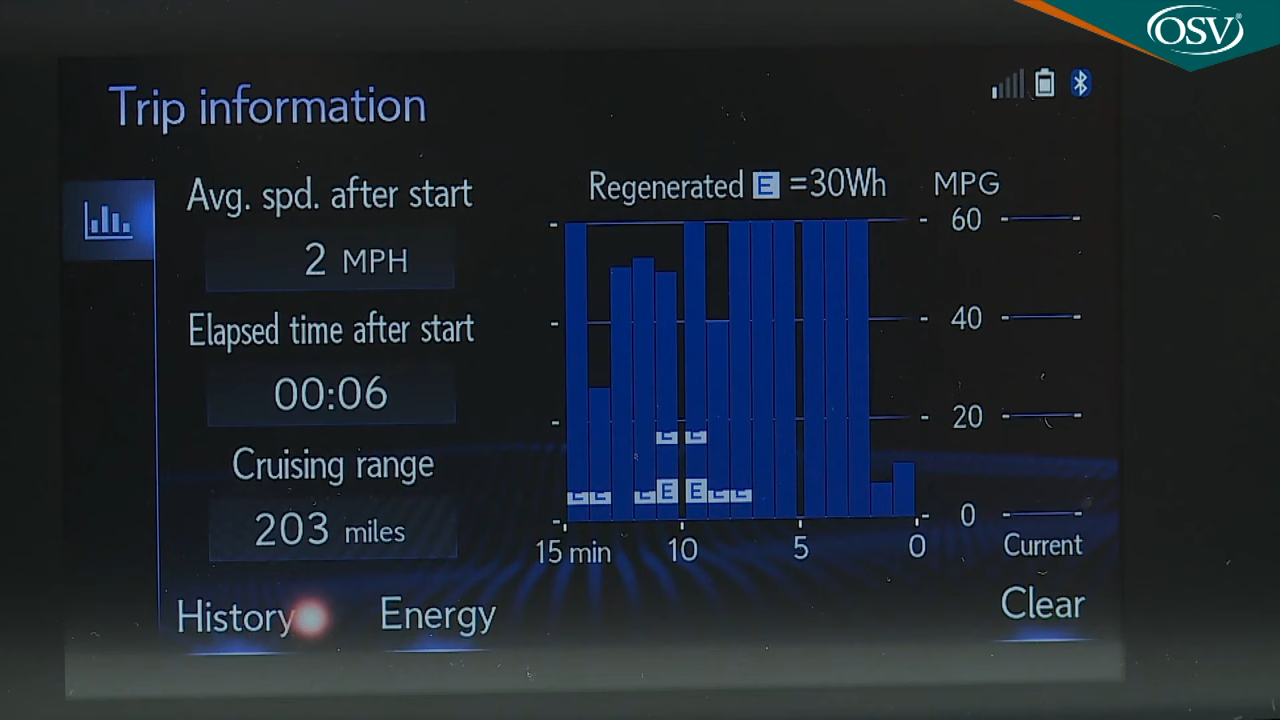 OSV®
Trip information
Avg. spd. after start
2 MPH
Elapsed time after start
00:06
Cruising range
203 miles
Regenerated E =30Wh
MPG
60
40
20
0
E E
15 min 10 5 0
Current
History
Energy
Clear